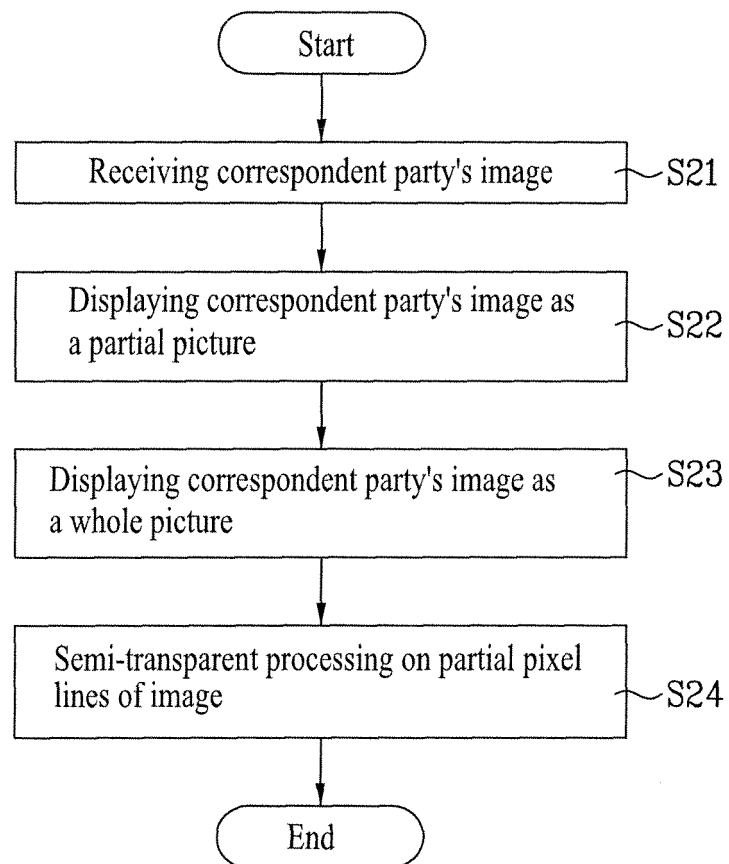 Start
Receiving correspondent party's image
S21
Displaying correspondent party's image as
a partial picture
S22
Displaying correspondent party's image as
a whole picture
S23
Semi-transparent processing on partial pixel
lines of image
S24
End